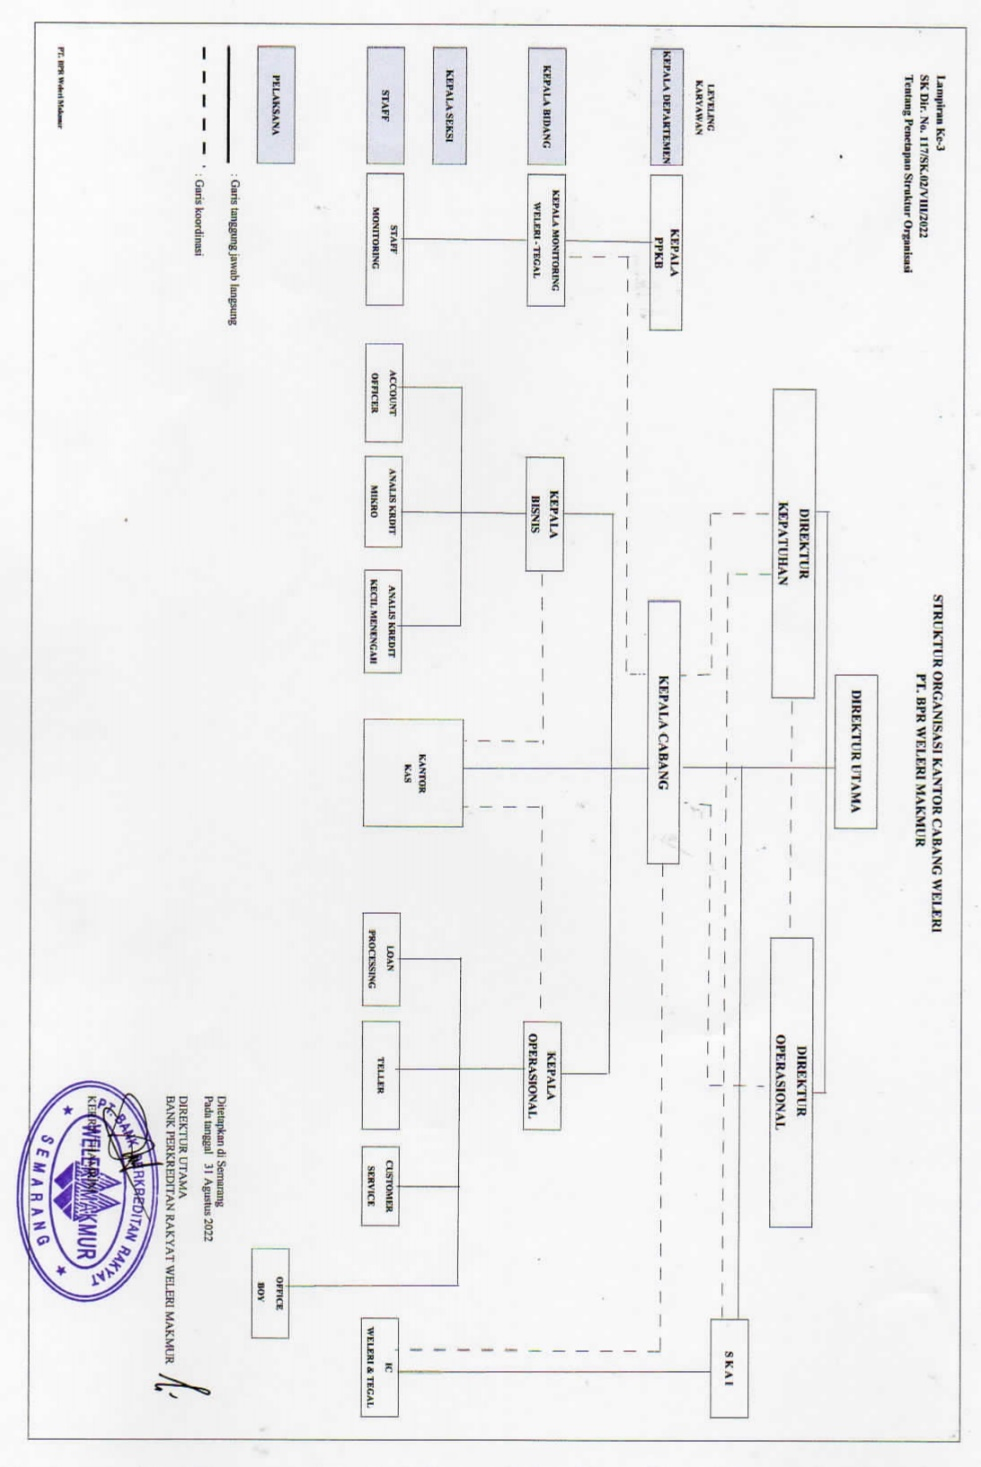 Lampiran Ke-3
SK Dir. No. 117/SK.02/VIII/2022
Tentang Penetapan Struktur Organisasi
STRUKTUR ORGANISASI KANTOR CABANG WELERI
PT. BPR WELERI MAKMUR
DIREKTUR UTAMA
DIREKTUR
KEPATUHAN
DIREKTUR
OPERASIONAL
LEVELING
KARYAWAN
SKAI
KEPALA DEPARTEMEN
KEPALA
PPKB
KEPALA CABANG
KEPALA BIDANG
KEPALA MONITORING
WELERI - TEGAL
KEPALA
BISNIS
KEPALA
OPERASIONAL
KEPALA SEKSI
STAFF
STAFF
MONITORING
ACCOUNT
OFFICER
ANALIS KRDIT
MIKRO
ANALIS KREDIT
KECIL MENENGAH
KANTOR
KAS
LOAN
PROCESSING
TELLER
CUSTOMER
SERVICE
IC
WELERI & TEGAL
PELAKSANA
OFFICE
BOY
: Garis tanggung jawab langsung
: Garis koordinasi
Ditetapkan di Semarang
Pada tanggal 31 Agustus 2022
DIREKTUR UTAMA
BANK PERKREDITAN RAKYAT WELERI MAKMUR
PT. BANK PERKREDITAN RAKYAT
WELERI MAKMUR
SEMARANG
PT. BPR Weleri Makmur